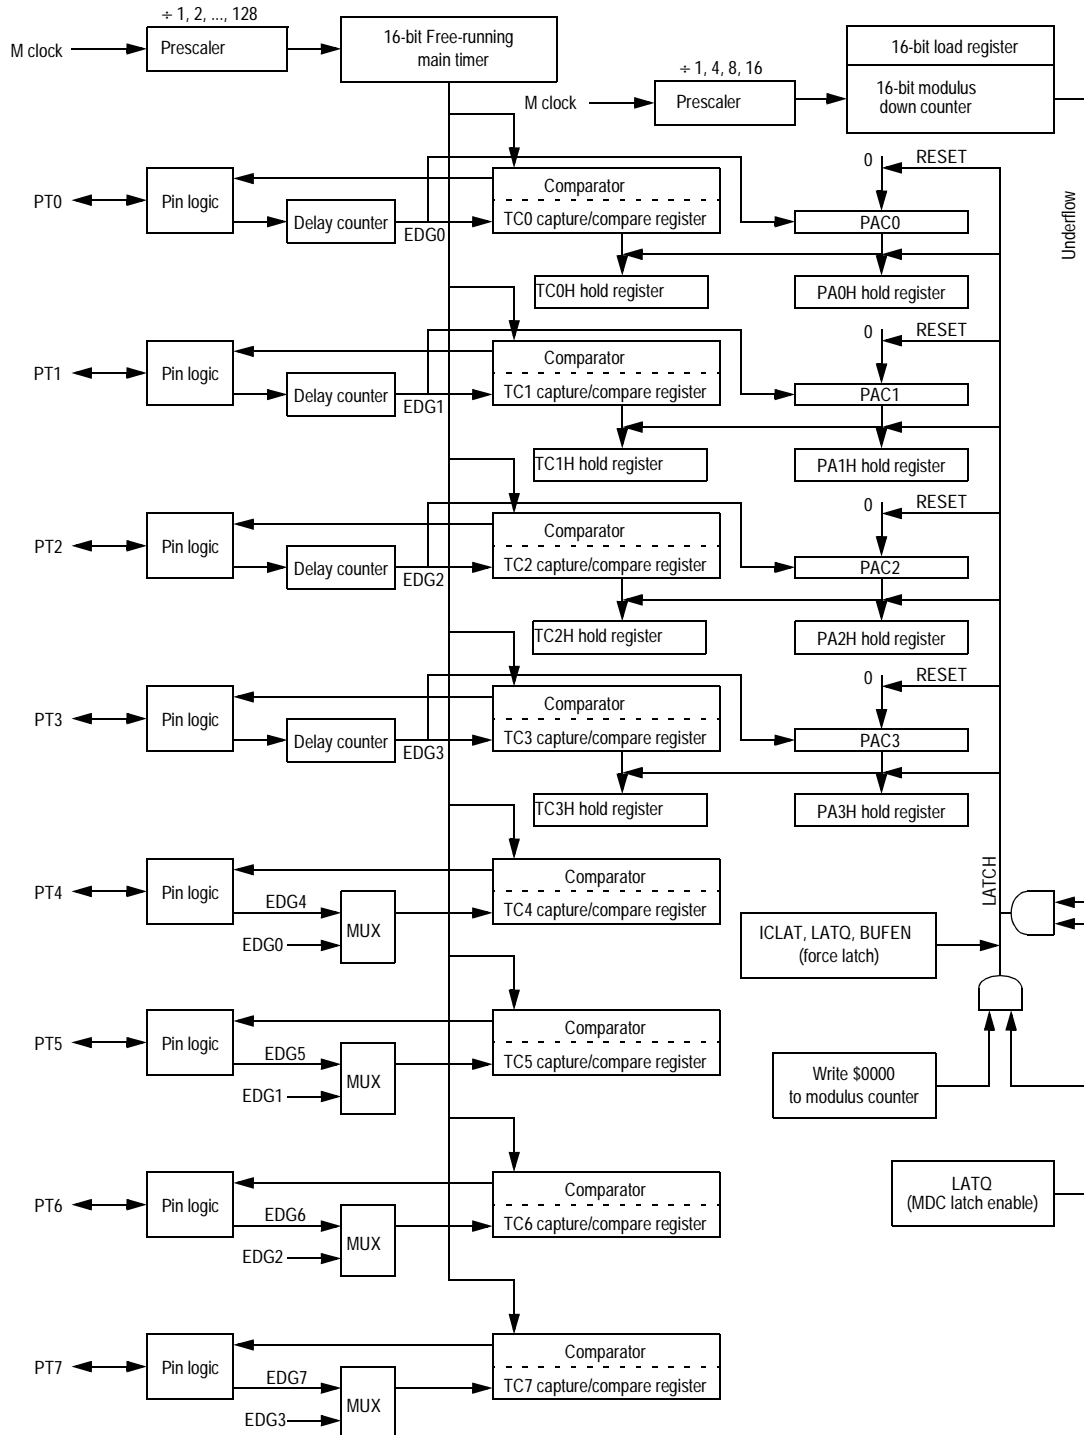 ÷ 1, 2, ..., 128
M clock
Prescaler
16-bit Free-running
main timer
÷ 1, 4, 8, 16
M clock
Prescaler
16-bit load register
16-bit modulus
down counter
Underflow
PT0
Pin logic
Delay counter
EDG0
Comparator
TC0 capture/compare register
TC0H hold register
0
RESET
PAC0
PA0H hold register
PT1
Pin logic
Delay counter
EDG1
Comparator
TC1 capture/compare register
TC1H hold register
0
RESET
PAC1
PA1H hold register
PT2
Pin logic
Delay counter
EDG2
Comparator
TC2 capture/compare register
TC2H hold register
0
RESET
PAC2
PA2H hold register
PT3
Pin logic
Delay counter
EDG3
Comparator
TC3 capture/compare register
TC3H hold register
0
RESET
PAC3
PA3H hold register
LATCH
PT4
Pin logic
EDG4
EDG0
MUX
Comparator
TC4 capture/compare register
ICLAT, LATQ, BUFEN
(force latch)
PT5
Pin logic
EDG5
EDG1
MUX
Comparator
TC5 capture/compare register
Write $0000
to modulus counter
PT6
Pin logic
EDG6
EDG2
MUX
Comparator
TC6 capture/compare register
LATQ
(MDC latch enable)
PT7
Pin logic
EDG7
EDG3
MUX
Comparator
TC7 capture/compare register